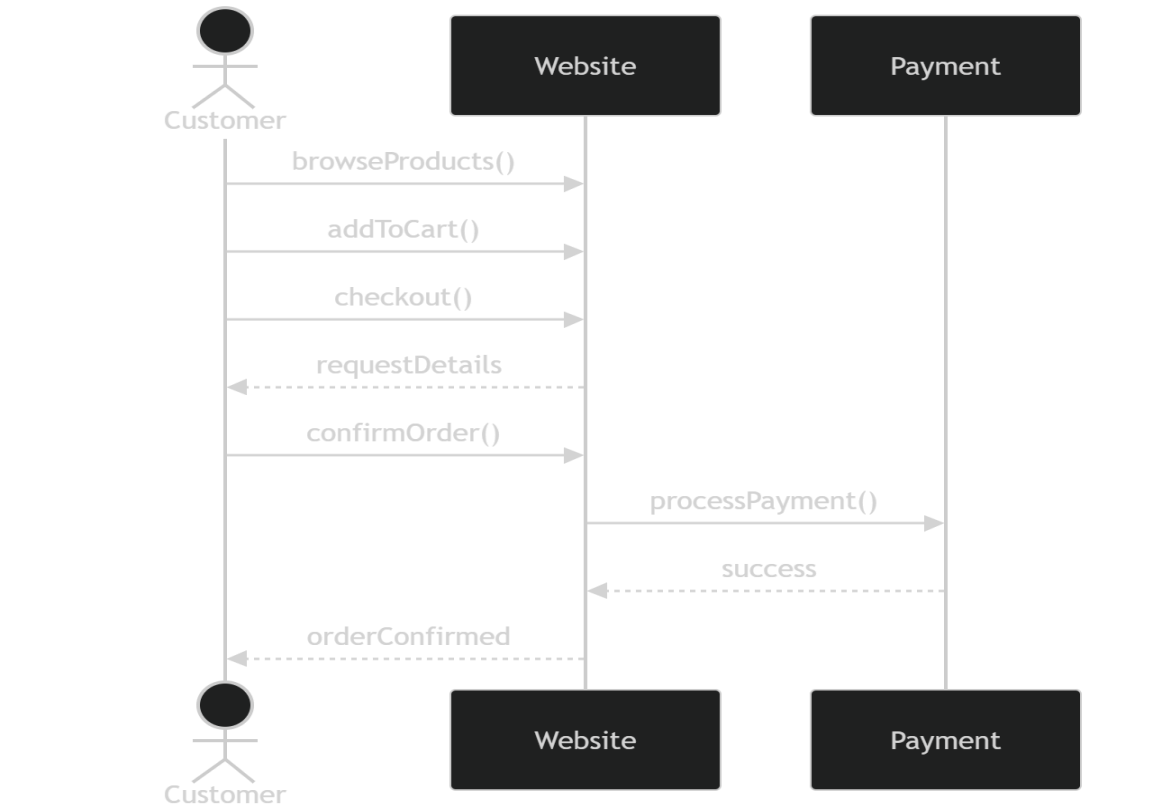 Website
Payment
Customer
browseProducts()
addToCart()
checkout()
requestDetails
confirmOrder()
processPayment()
success
orderConfirmed
Website
Payment
Customer